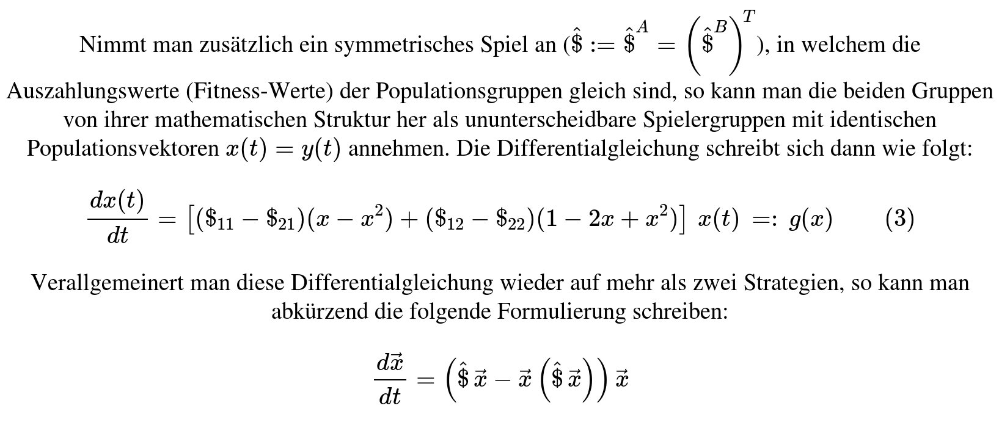 Nimmt man zusätzlich ein symmetrisches Spiel an ($\hat{\$} := \hat{\$}^A = \left(\hat{\$}^B\right)^T$), in welchem die
Auszahlungswerte (Fitness-Werte) der Populationsgruppen gleich sind, so kann man die beiden Gruppen
von ihrer mathematischen Struktur her als ununterscheidbare Spielergruppen mit identischen
Populationsvektoren $x(t) = y(t)$ annehmen. Die Differentialgleichung schreibt sich dann wie folgt:
$\frac{dx(t)}{dt} = \left[(\$_{11} - \$_{21})(x - x^2) + (\$_{12} - \$_{22})(1 - 2x + x^2)\right] x(t) =: g(x)$ (3)
Verallgemeinert man diese Differentialgleichung wieder auf mehr als zwei Strategien, so kann man
abkürzend die folgende Formulierung schreiben:
$\frac{d\vec{x}}{dt} = \left(\hat{\$}\,\vec{x} - \vec{x}\left(\hat{\$}\,\vec{x}\right)\right)\vec{x}$